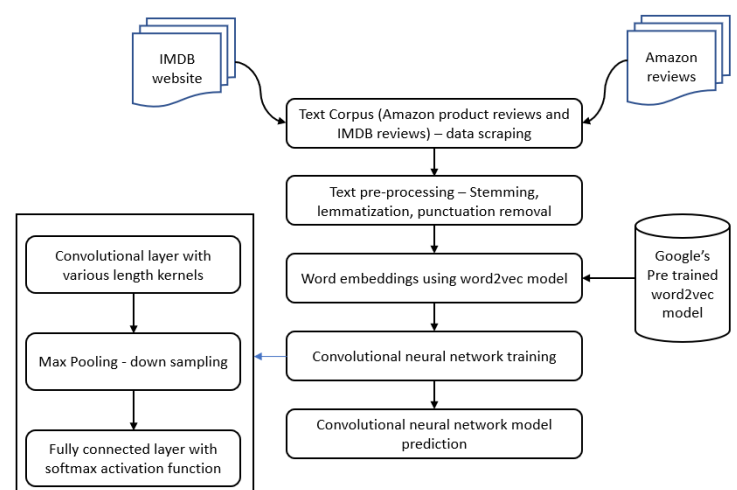 IMDB
website
Amazon
reviews
Text Corpus (Amazon product reviews and
IMDB reviews) – data scraping
Text pre-processing – Stemming,
lemmatization, punctuation removal
Word embeddings using word2vec model
Google's
Pre trained
word2vec
model
Convolutional neural network training
Convolutional neural network model
prediction
Convolutional layer with
various length kernels
Max Pooling - down sampling
Fully connected layer with
softmax activation function